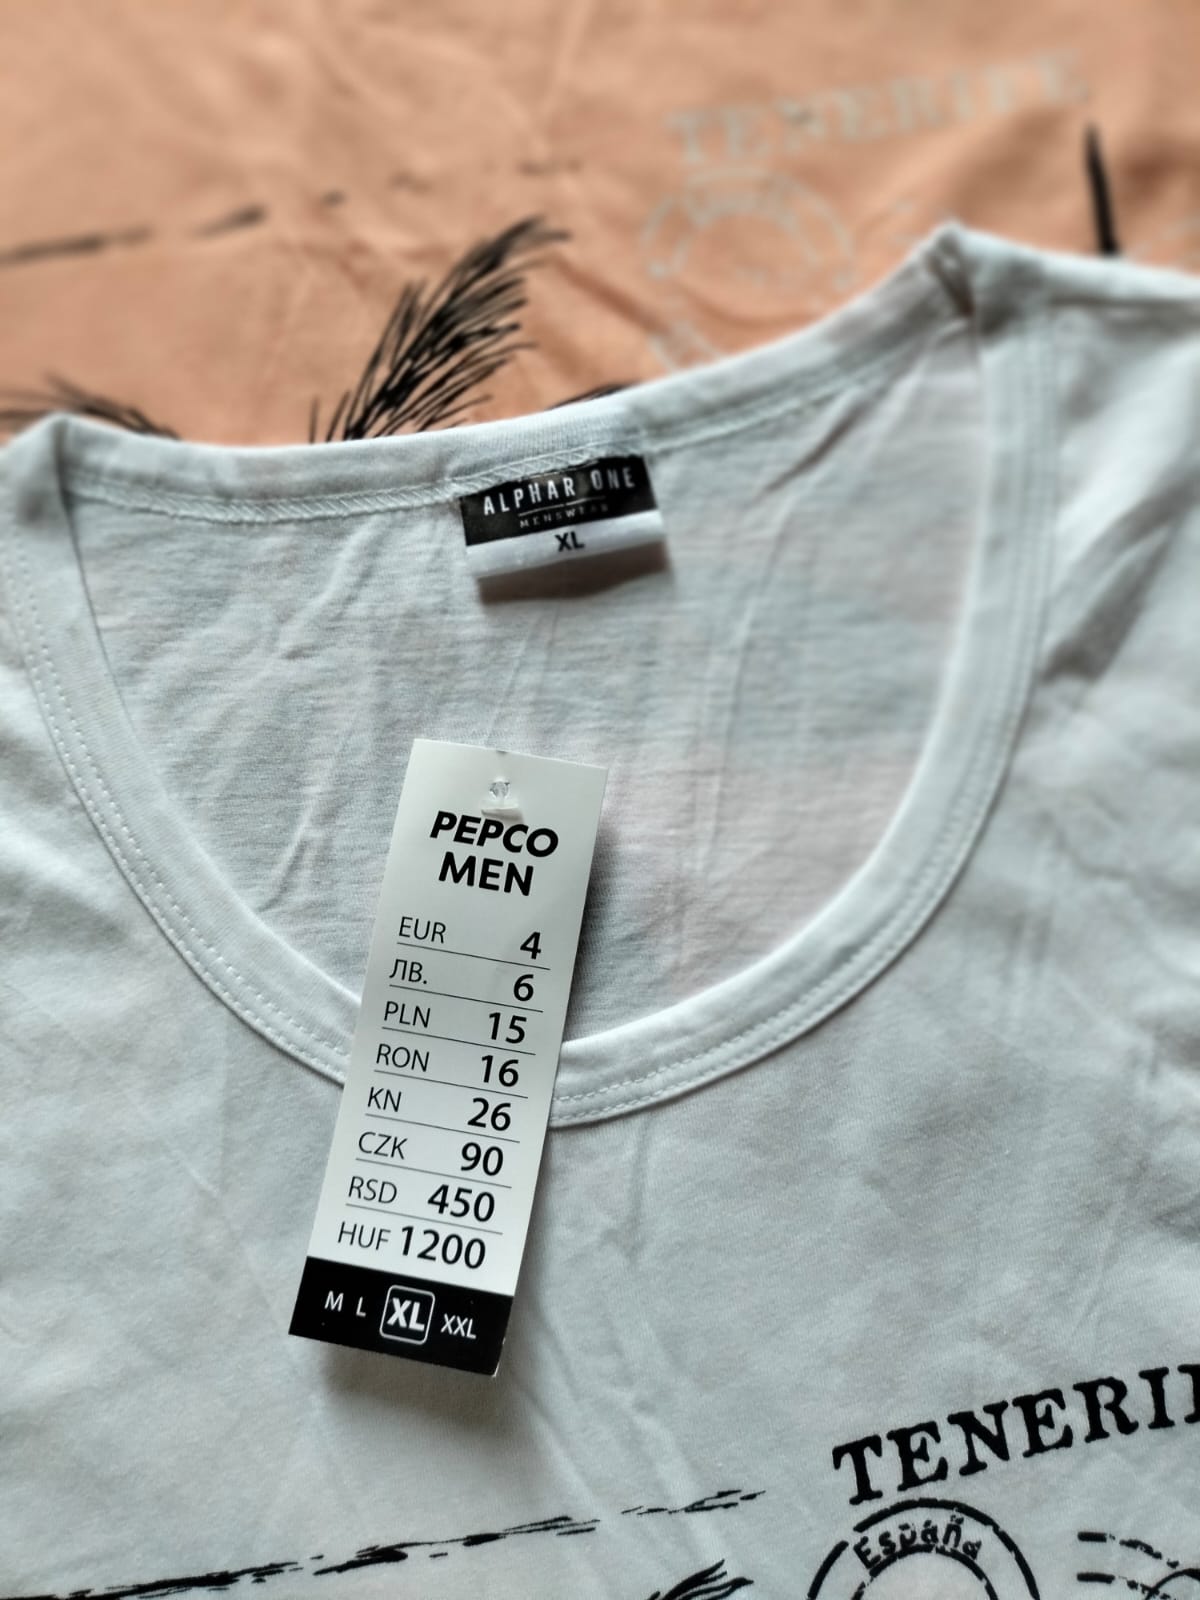 TENERIFE
ALPHAR ONE
MENSWEAR
XL
PEPCO
MEN
EUR 4
ЛВ. 6
PLN 15
RON 16
KN 26
CZK 90
RSD 450
HUF 1200
M L XL XXL
TENERI
España